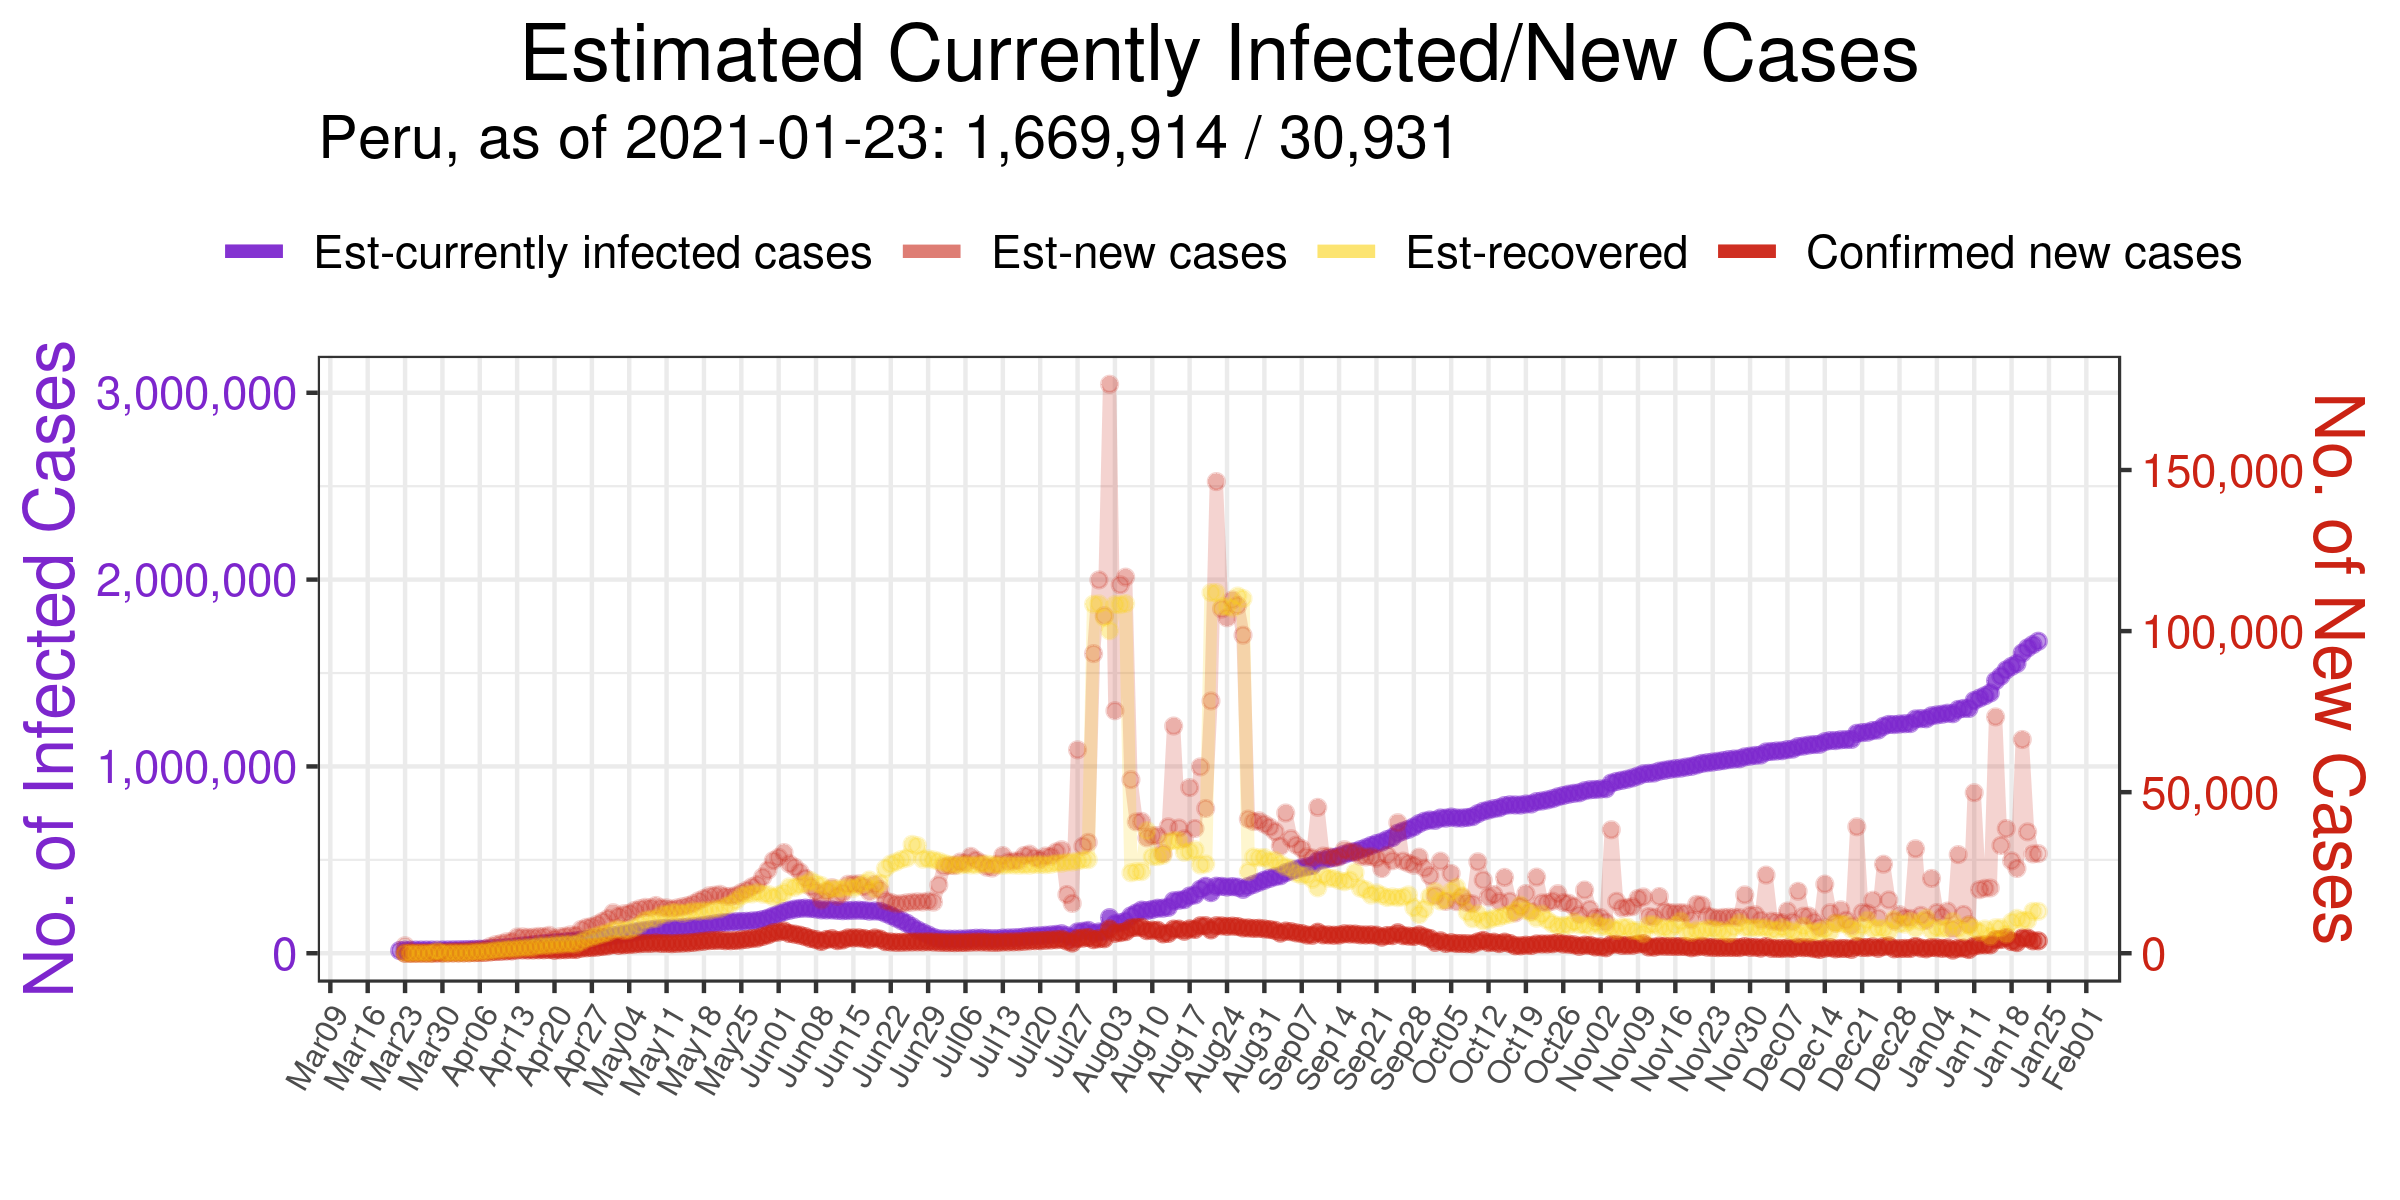 Estimated Currently Infected/New Cases
Peru, as of 2021-01-23: 1,669,914 / 30,931
Est-currently infected cases Est-new cases Est-recovered Confirmed new cases
No. of Infected Cases
3,000,000
2,000,000
1,000,000
0
150,000
100,000
50,000
0
No. of New Cases
Mar09 Mar16 Mar23 Mar30 Apr06 Apr13 Apr20 Apr27 May04 May11 May18 May25 Jun01 Jun08 Jun15 Jun22 Jun29 Jul06 Jul13 Jul20 Jul27 Aug03 Aug10 Aug17 Aug24 Aug31 Sep07 Sep14 Sep21 Sep28 Oct05 Oct12 Oct19 Oct26 Nov02 Nov09 Nov16 Nov23 Nov30 Dec07 Dec14 Dec21 Dec28 Jan04 Jan11 Jan18 Jan25 Feb01